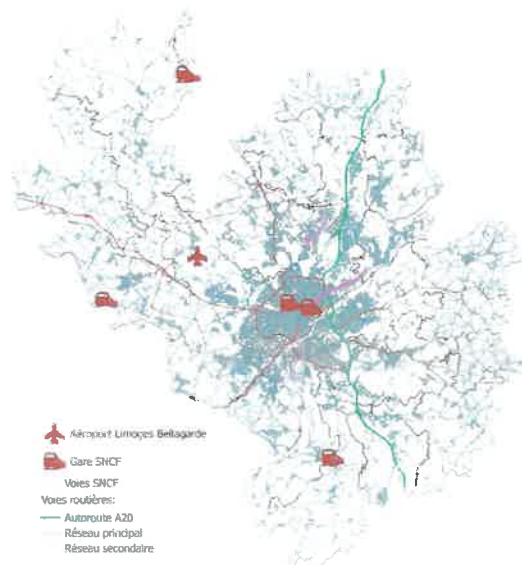 Aéroport Limoges Bellegarde
Gare SNCF
Voies SNCF
Voies routières:
Autoroute A20
Réseau principal
Réseau secondaire